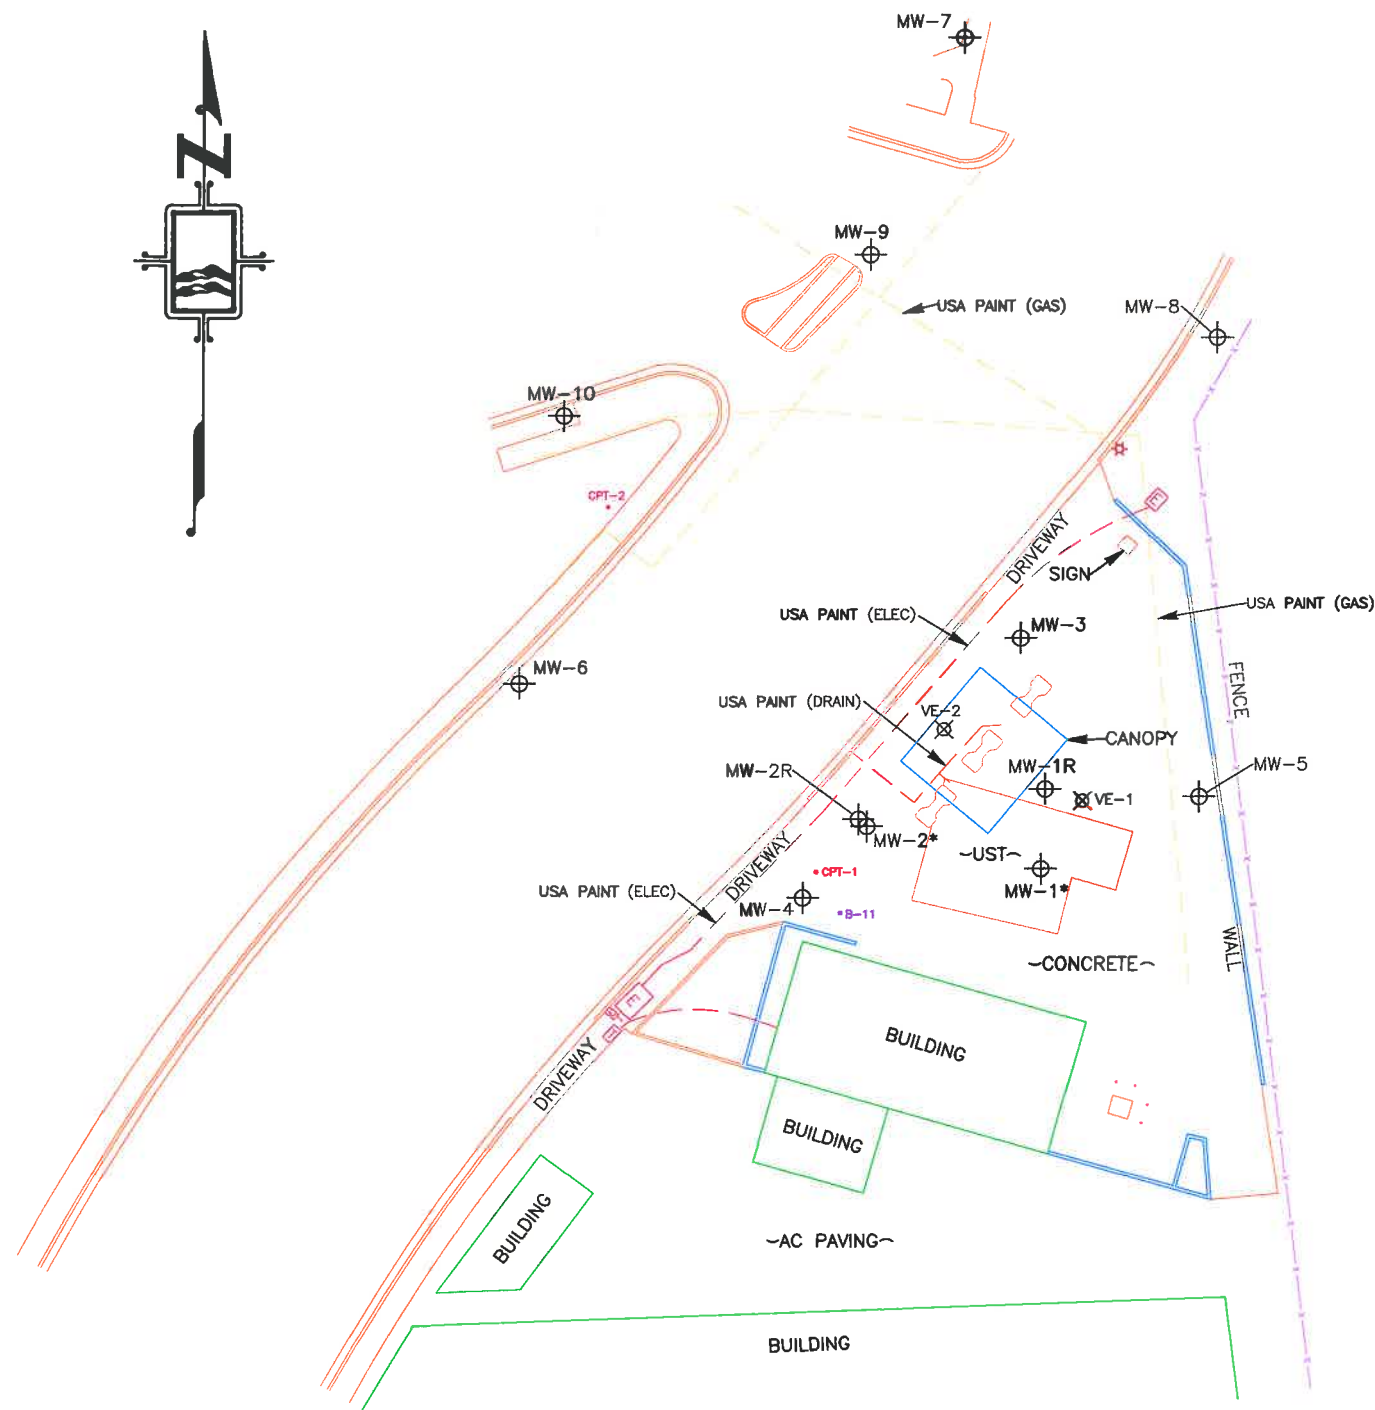 MW-7
N
MW-9
USA PAINT (GAS)
MW-8
MW-10
CPT-2
E
DRIVEWAY
SIGN
USA PAINT (GAS)
USA PAINT (ELEC)
MW-3
MW-6
FENCE
USA PAINT (DRAIN)
VE-2
CANOPY
MW-1R
MW-2R
MW-5
VE-1
MW-2*
DRIVEWAY
UST
CPT-1
MW-1*
USA PAINT (ELEC)
MW-4
B-11
WALL
CONCRETE
E
BUILDING
DRIVEWAY
BUILDING
BUILDING
AC PAVING
BUILDING